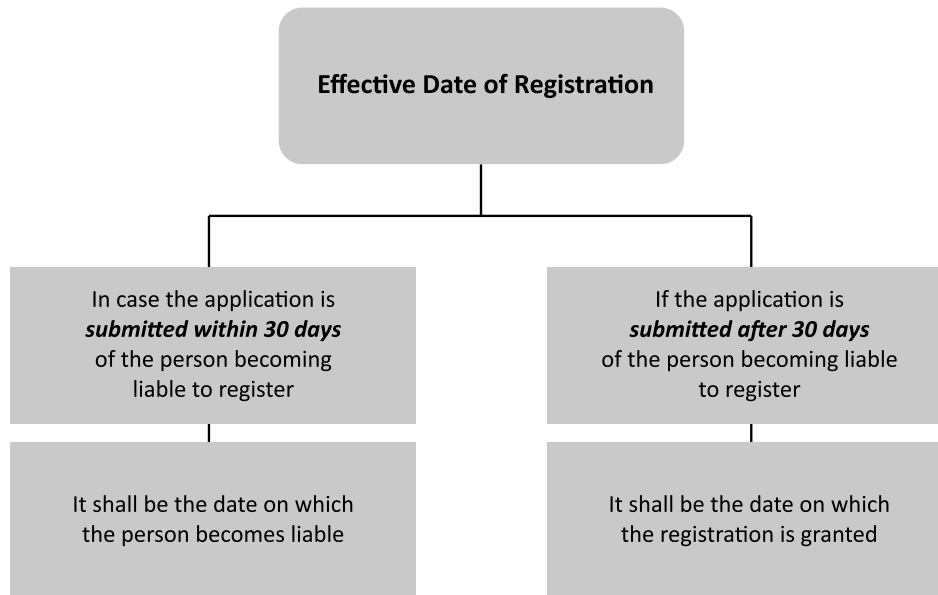 Effective Date of Registration
In case the application is
submitted within 30 days
of the person becoming
liable to register
If the application is
submitted after 30 days
of the person becoming liable
to register
It shall be the date on which
the person becomes liable
It shall be the date on which
the registration is granted